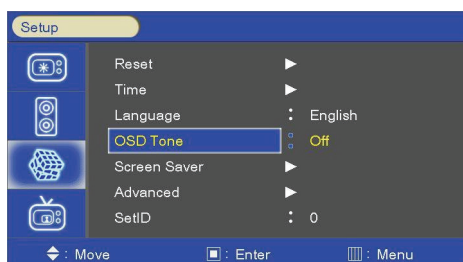 Setup
Reset ▶
Time ▶
Language : English
OSD Tone : Off
Screen Saver ▶
Advanced ▶
SetID : 0
: Move : Enter : Menu